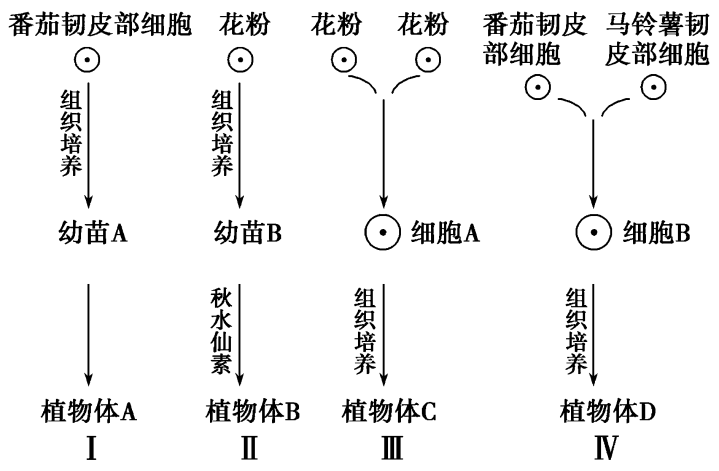 番茄韧皮部细胞
花粉
花粉
花粉
番茄韧皮
部细胞
马铃薯韧
皮部细胞
组织培养
组织培养
幼苗A
幼苗B
细胞A
细胞B
秋水仙素
组织培养
组织培养
植物体A
植物体B
植物体C
植物体D
Ⅰ
Ⅱ
Ⅲ
Ⅳ